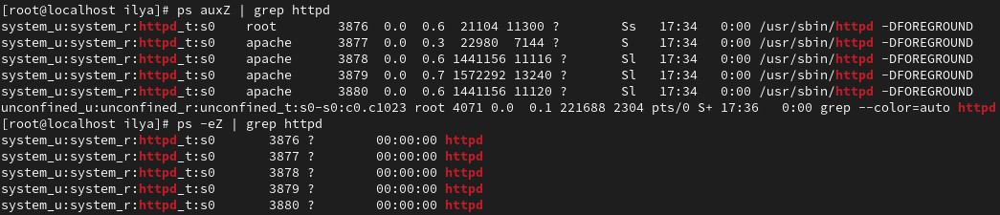 [root@localhost ilya]# ps auxZ | grep httpd
system_u:system_r:httpd_t:s0    root        3876  0.0  0.6  21104 11300 ?        Ss   17:34   0:00 /usr/sbin/httpd -DFOREGROUND
system_u:system_r:httpd_t:s0    apache      3877  0.0  0.3  22980  7144 ?        S    17:34   0:00 /usr/sbin/httpd -DFOREGROUND
system_u:system_r:httpd_t:s0    apache      3878  0.0  0.6 1441156 11116 ?       Sl   17:34   0:00 /usr/sbin/httpd -DFOREGROUND
system_u:system_r:httpd_t:s0    apache      3879  0.0  0.7 1572292 13240 ?       Sl   17:34   0:00 /usr/sbin/httpd -DFOREGROUND
system_u:system_r:httpd_t:s0    apache      3880  0.0  0.6 1441156 11120 ?       Sl   17:34   0:00 /usr/sbin/httpd -DFOREGROUND
unconfined_u:unconfined_r:unconfined_t:s0-s0:c0.c1023 root 4071 0.0  0.1 221688 2304 pts/0 S+ 17:36   0:00 grep --color=auto httpd
[root@localhost ilya]# ps -eZ | grep httpd
system_u:system_r:httpd_t:s0       3876 ?        00:00:00 httpd
system_u:system_r:httpd_t:s0       3877 ?        00:00:00 httpd
system_u:system_r:httpd_t:s0       3878 ?        00:00:00 httpd
system_u:system_r:httpd_t:s0       3879 ?        00:00:00 httpd
system_u:system_r:httpd_t:s0       3880 ?        00:00:00 httpd